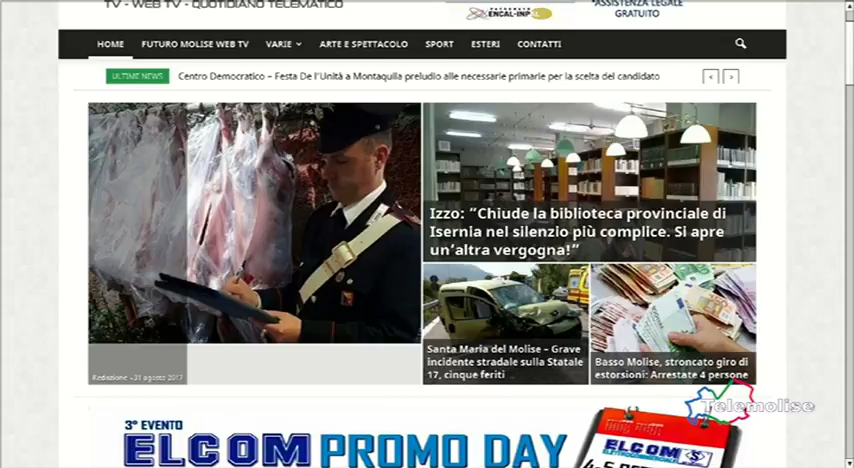 TV - WEB TV - QUOTIDIANO TELEMATICO
ENCAL-INPAL
ASSISTENZA LEGALE
GRATUITO
HOME FUTURO MOLISE WEB TV VARIE ARTE E SPETTACOLO SPORT ESTERI CONTATTI
ULTIME NEWS Centro Democratico – Festa De l'Unità a Montaquila preludio alle necessarie primarie per la scelta del candidato < >
Izzo: “Chiude la biblioteca provinciale di
Isernia nel silenzio più complice. Si apre
un’altra vergogna!”
Santa Maria del Molise – Grave
incidente stradale sulla Statale
17, cinque feriti
Basso Molise, stroncato giro di
estorsioni: Arrestate 4 persone
Redazione - 31 agosto 2017
Telemolise
3° EVENTO
ELCOM PROMO DAY
ELCOM